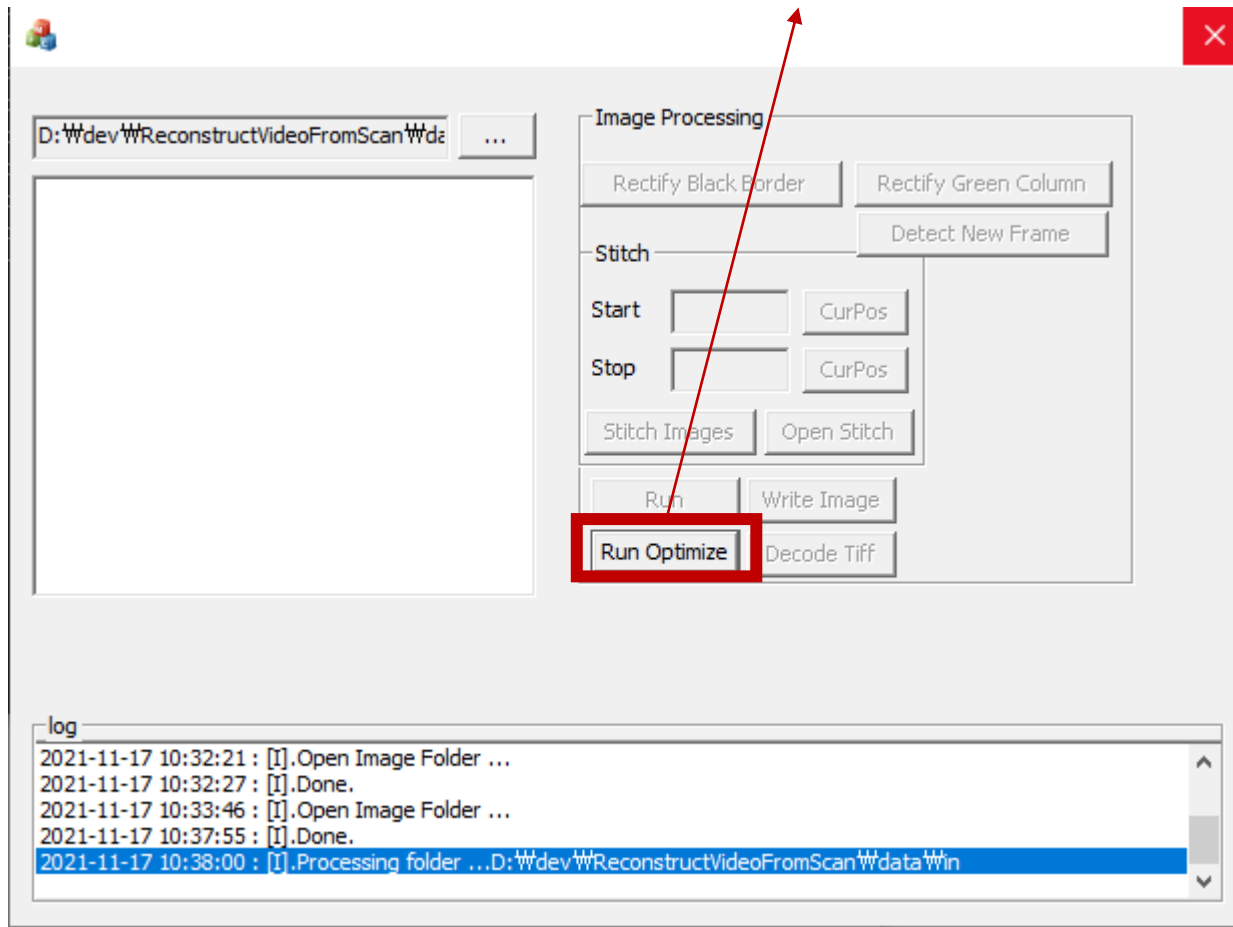 D:₩dev₩ReconstructVideoFromScan₩da
...
Image Processing
Rectify Black Border
Rectify Green Column
Detect New Frame
Stitch
Start
CurPos
Stop
CurPos
Stitch Images
Open Stitch
Run
Write Image
Run Optimize
Decode Tiff
log
2021-11-17 10:32:21 : [I].Open Image Folder ...
2021-11-17 10:32:27 : [I].Done.
2021-11-17 10:33:46 : [I].Open Image Folder ...
2021-11-17 10:37:55 : [I].Done.
2021-11-17 10:38:00 : [I].Processing folder ...D:₩dev₩ReconstructVideoFromScan₩data₩in